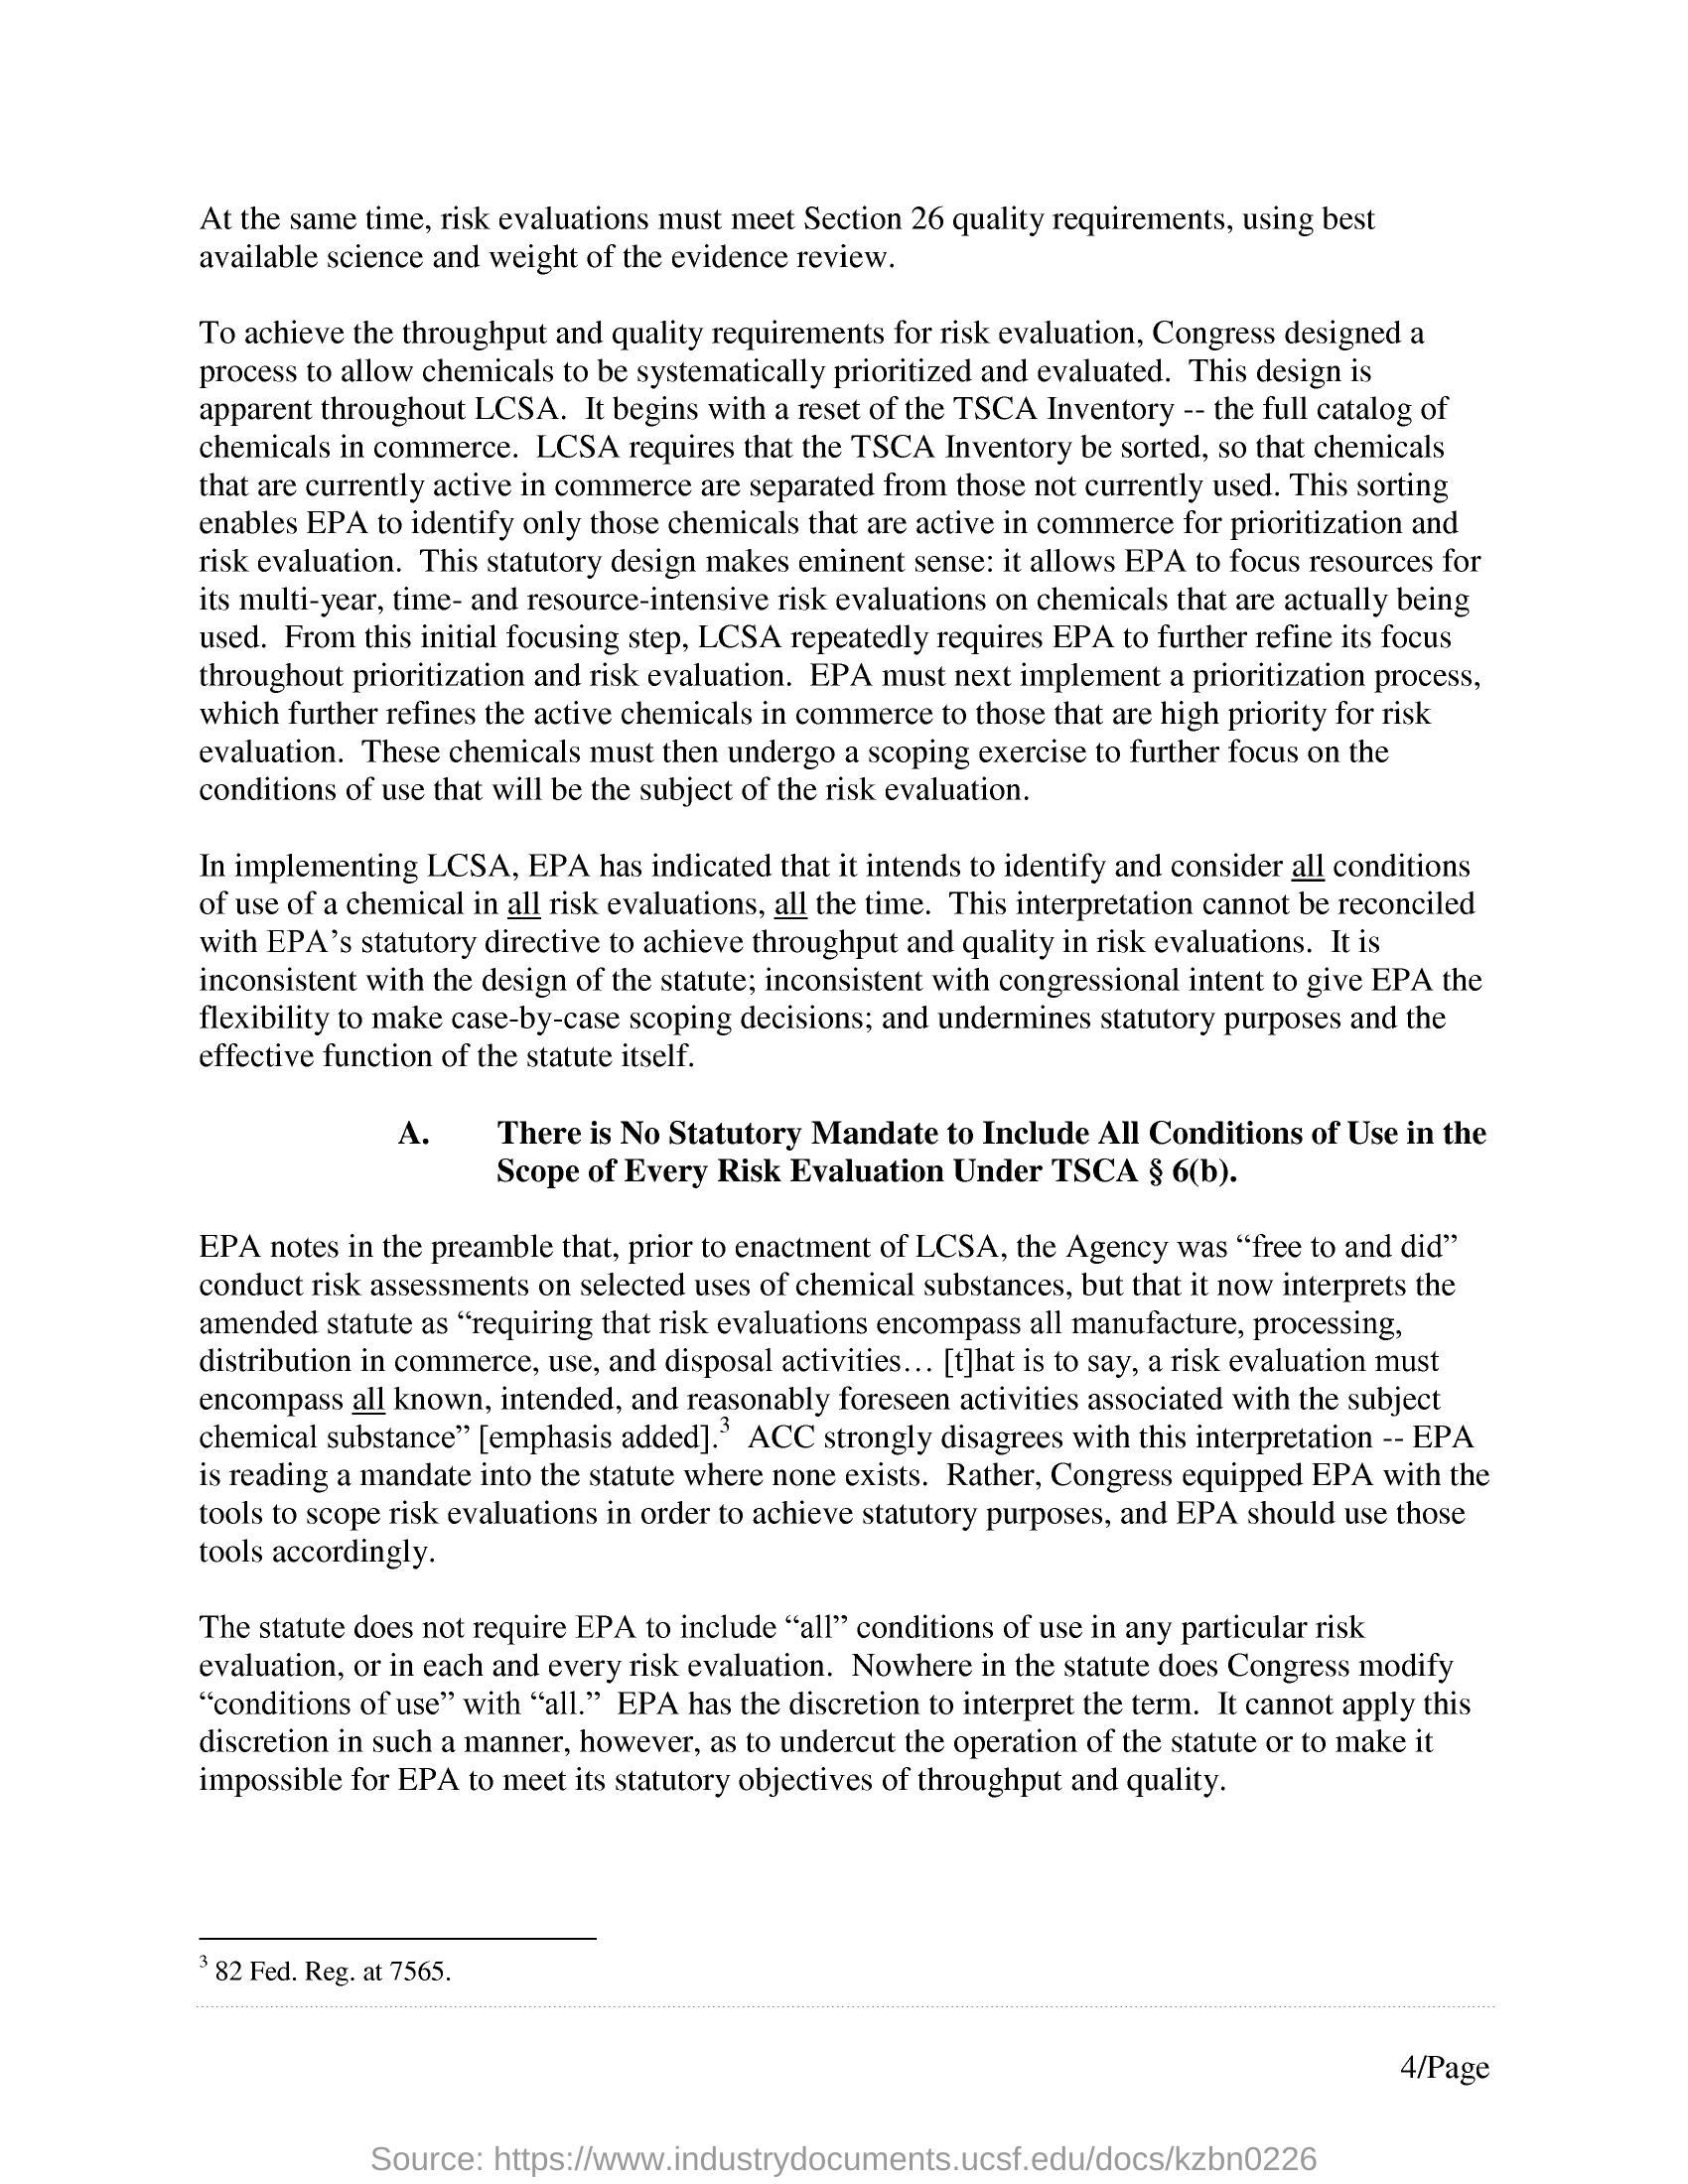 At the same time, risk evaluations must meet Section 26 quality requirements, using best
available science and weight of the evidence review.
To achieve the throughput and quality requirements for risk evaluation, Congress designed a
process to allow chemicals to be systematically prioritized and evaluated.  This design is
apparent throughout LCSA.  It begins with a reset of the TSCA Inventory -- the full catalog of
chemicals in commerce.  LCSA requires that the TSCA Inventory be sorted, so that chemicals
that are currently active in commerce are separated from those not currently used. This sorting
enables EPA to identify only those chemicals that are active in commerce for prioritization and
risk evaluation.  This statutory design makes eminent sense: it allows EPA to focus resources for
its multi-year, time- and resource-intensive risk evaluations on chemicals that are actually being
used.  From this initial focusing step, LCSA repeatedly requires EPA to further refine its focus
throughout prioritization and risk evaluation.  EPA must next implement a prioritization process,
which further refines the active chemicals in commerce to those that are high priority for risk
evaluation.  These chemicals must then undergo a scoping exercise to further focus on the
conditions of use that will be the subject of the risk evaluation.
In implementing LCSA, EPA has indicated that it intends to identify and consider all conditions
of use of a chemical in all risk evaluations, all the time.  This interpretation cannot be reconciled
with EPA’s statutory directive to achieve throughput and quality in risk evaluations.  It is
inconsistent with the design of the statute; inconsistent with congressional intent to give EPA the
flexibility to make case-by-case scoping decisions; and undermines statutory purposes and the
effective function of the statute itself.
A. There is No Statutory Mandate to Include All Conditions of Use in the
Scope of Every Risk Evaluation Under TSCA § 6(b).
EPA notes in the preamble that, prior to enactment of LCSA, the Agency was “free to and did”
conduct risk assessments on selected uses of chemical substances, but that it now interprets the
amended statute as “requiring that risk evaluations encompass all manufacture, processing,
distribution in commerce, use, and disposal activities… [t]hat is to say, a risk evaluation must
encompass all known, intended, and reasonably foreseen activities associated with the subject
chemical substance” [emphasis added].3  ACC strongly disagrees with this interpretation -- EPA
is reading a mandate into the statute where none exists.  Rather, Congress equipped EPA with the
tools to scope risk evaluations in order to achieve statutory purposes, and EPA should use those
tools accordingly.
The statute does not require EPA to include “all” conditions of use in any particular risk
evaluation, or in each and every risk evaluation.  Nowhere in the statute does Congress modify
“conditions of use” with “all.”  EPA has the discretion to interpret the term.  It cannot apply this
discretion in such a manner, however, as to undercut the operation of the statute or to make it
impossible for EPA to meet its statutory objectives of throughput and quality.
3 82 Fed. Reg. at 7565.
4/Page
Source: https://www.industrydocuments.ucsf.edu/docs/kzbn0226